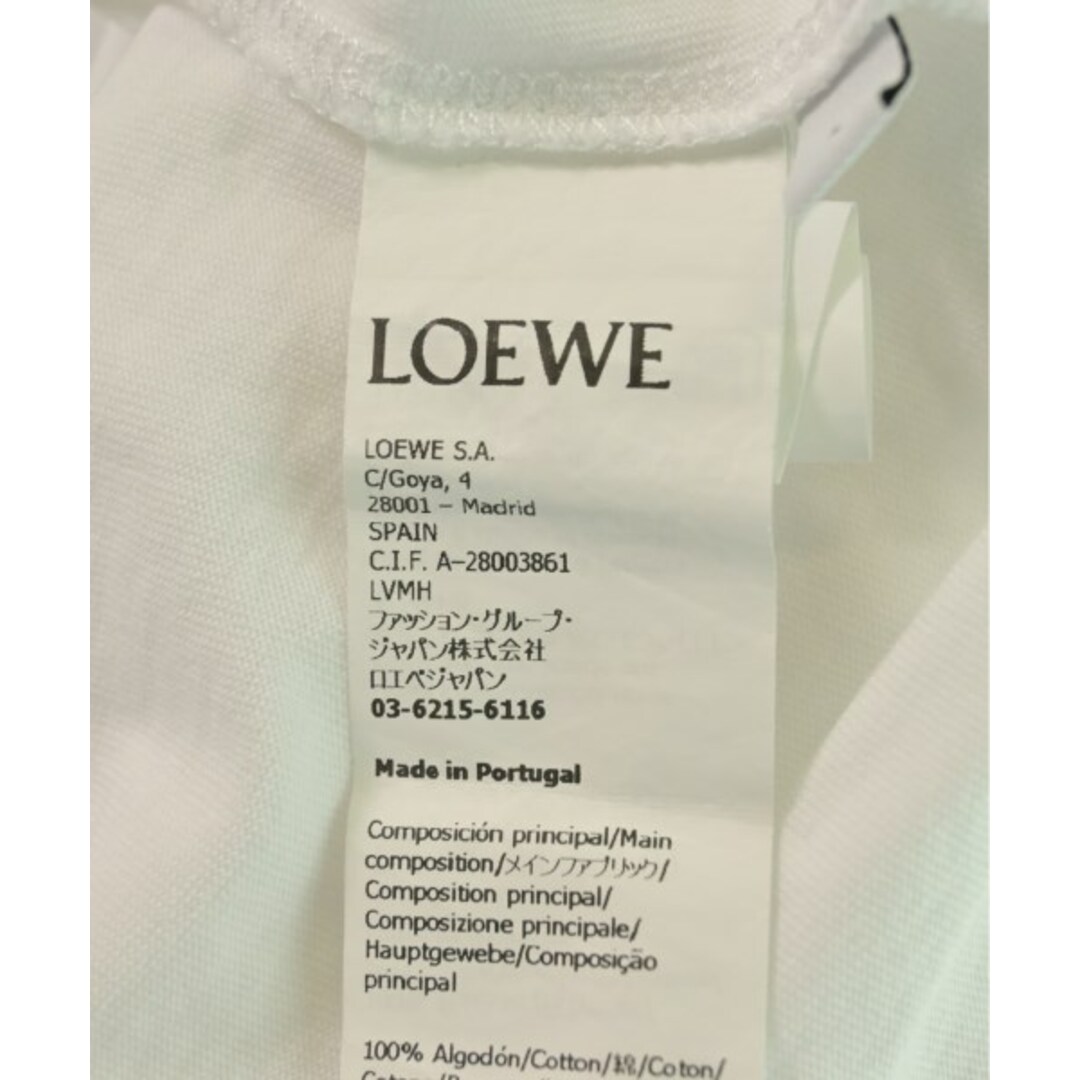 LOEWE
LOEWE S.A.
C/Goya, 4
28001 – Madrid
SPAIN
C.I.F. A–28003861
LVMH
ファッション・グループ・
ジャパン株式会社
ロエベジャパン
03-6215-6116
Made in Portugal
Composición principal/Main
composition/メインファブリック/
Composition principal/
Composizione principale/
Hauptgewebe/Composição
principal
100% Algodón/Cotton/綿/Coton/